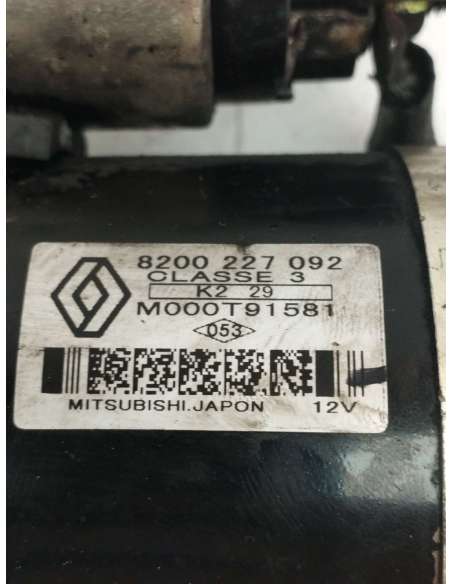 8200 227 092
CLASSE 3
K2 29
M000T91581
053
MITSUBISHI.JAPON 12V